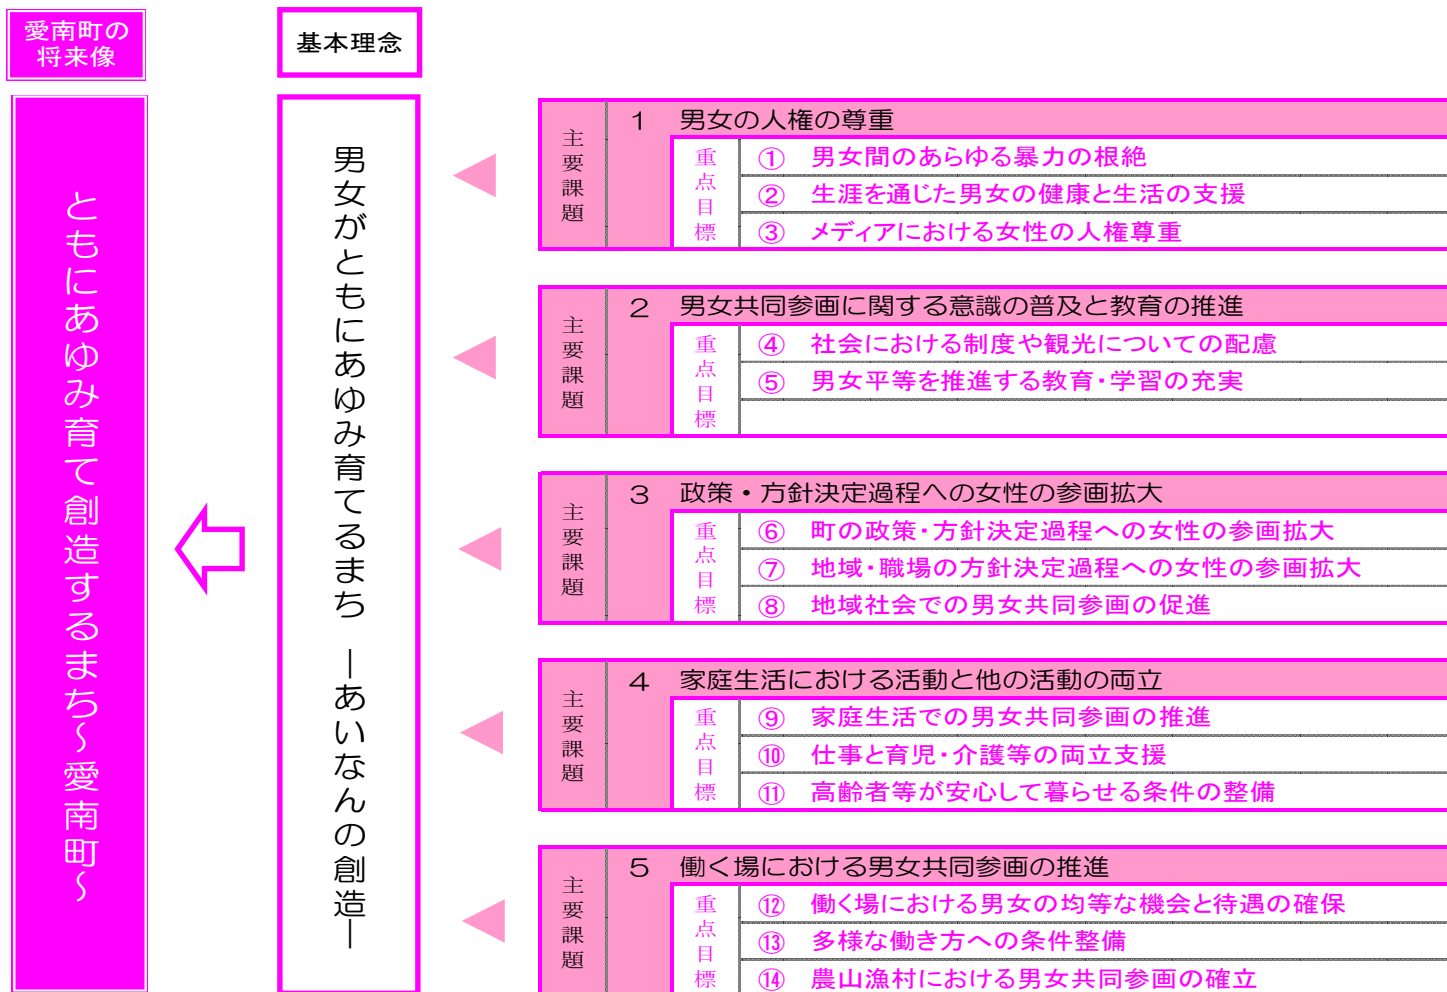 愛南町の
将来像
基本理念
ともにあゆみ育て創造するまち～愛南町～
男女がともにあゆみ育てるまち ―あいなんの創造―
主要課題
1 男女の人権の尊重
重点目標
① 男女間のあらゆる暴力の根絶
② 生涯を通じた男女の健康と生活の支援
③ メディアにおける女性の人権尊重
主要課題
2 男女共同参画に関する意識の普及と教育の推進
重点目標
④ 社会における制度や観光についての配慮
⑤ 男女平等を推進する教育・学習の充実
主要課題
3 政策・方針決定過程への女性の参画拡大
重点目標
⑥ 町の政策・方針決定過程への女性の参画拡大
⑦ 地域・職場の方針決定過程への女性の参画拡大
⑧ 地域社会での男女共同参画の促進
主要課題
4 家庭生活における活動と他の活動の両立
重点目標
⑨ 家庭生活での男女共同参画の推進
⑩ 仕事と育児・介護等の両立支援
⑪ 高齢者等が安心して暮らせる条件の整備
主要課題
5 働く場における男女共同参画の推進
重点目標
⑫ 働く場における男女の均等な機会と待遇の確保
⑬ 多様な働き方への条件整備
⑭ 農山漁村における男女共同参画の確立